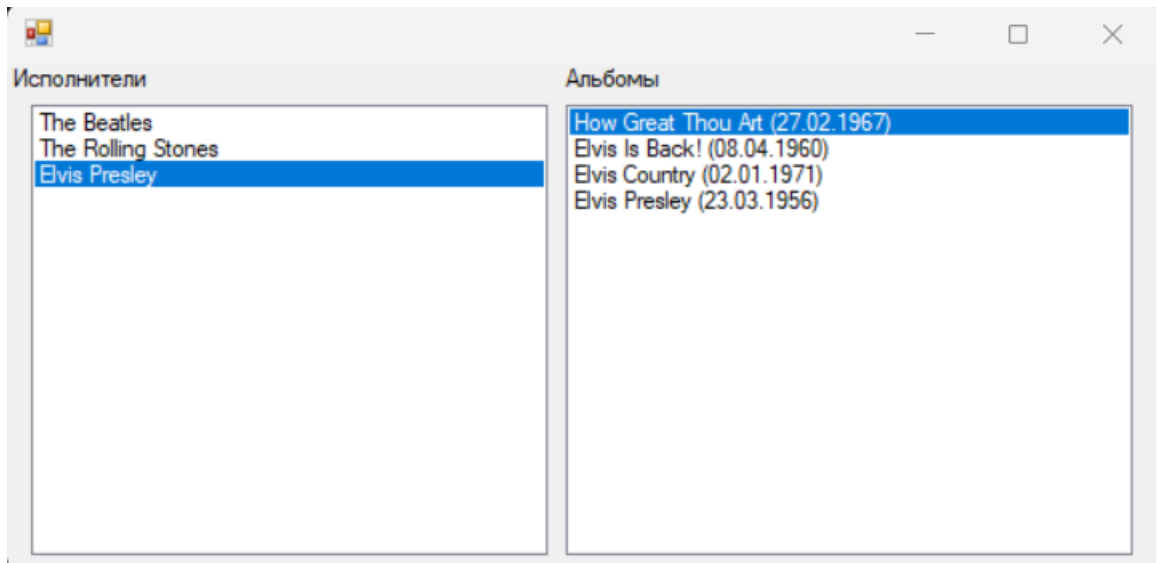 Исполнители
The Beatles
The Rolling Stones
Elvis Presley
Альбомы
How Great Thou Art (27.02.1967)
Elvis Is Back! (08.04.1960)
Elvis Country (02.01.1971)
Elvis Presley (23.03.1956)